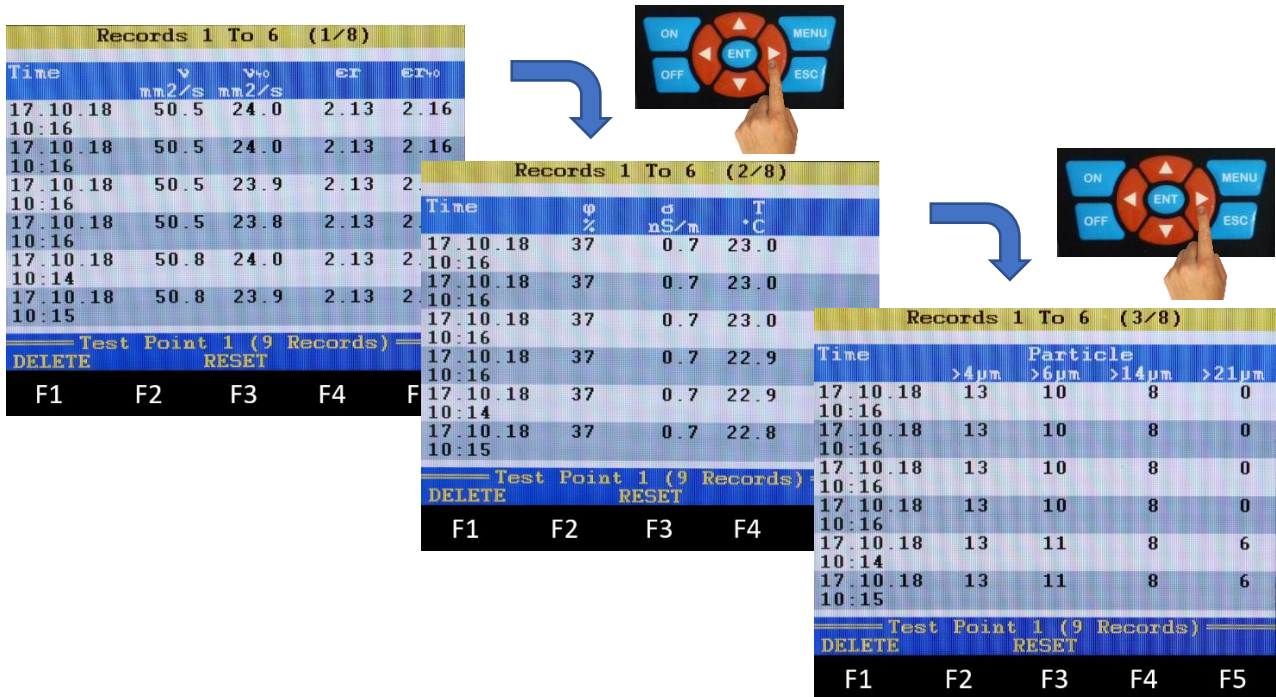 Records 1 To 6 (1/8)
Time ν ν40 εr εr40
mm2/s mm2/s
17.10.18 50.5 24.0 2.13 2.16
10:16
17.10.18 50.5 24.0 2.13 2.16
10:16
17.10.18 50.5 23.9 2.13 2.
10:16
17.10.18 50.5 23.8 2.13 2.
10:16
17.10.18 50.8 24.0 2.13 2.
10:14
17.10.18 50.8 23.9 2.13 2.
10:15
Test Point 1 (9 Records)
DELETE RESET
F1 F2 F3 F4 F
ON MENU
ENT
OFF ESC
Records 1 To 6 (2/8)
Time φ σ T
% nS/m °C
17.10.18 37 0.7 23.0
10:16
17.10.18 37 0.7 23.0
10:16
17.10.18 37 0.7 23.0
10:16
17.10.18 37 0.7 22.9
10:16
17.10.18 37 0.7 22.9
10:14
17.10.18 37 0.7 22.8
10:15
Test Point 1 (9 Records)
DELETE RESET
F1 F2 F3 F4
ON MENU
ENT
OFF ESC
Records 1 To 6 (3/8)
Time Particle
>4µm >6µm >14µm >21µm
17.10.18 13 10 8 0
10:16
17.10.18 13 10 8 0
10:16
17.10.18 13 10 8 0
10:16
17.10.18 13 10 8 0
10:16
17.10.18 13 11 8 6
10:14
17.10.18 13 11 8 6
10:15
Test Point 1 (9 Records)
DELETE RESET
F1 F2 F3 F4 F5